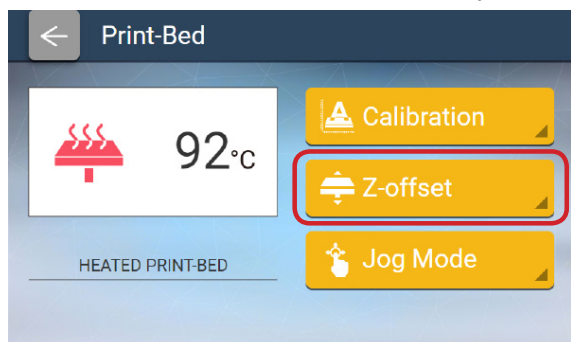 Print-Bed
92°C
HEATED PRINT-BED
Calibration
Z-offset
Jog Mode